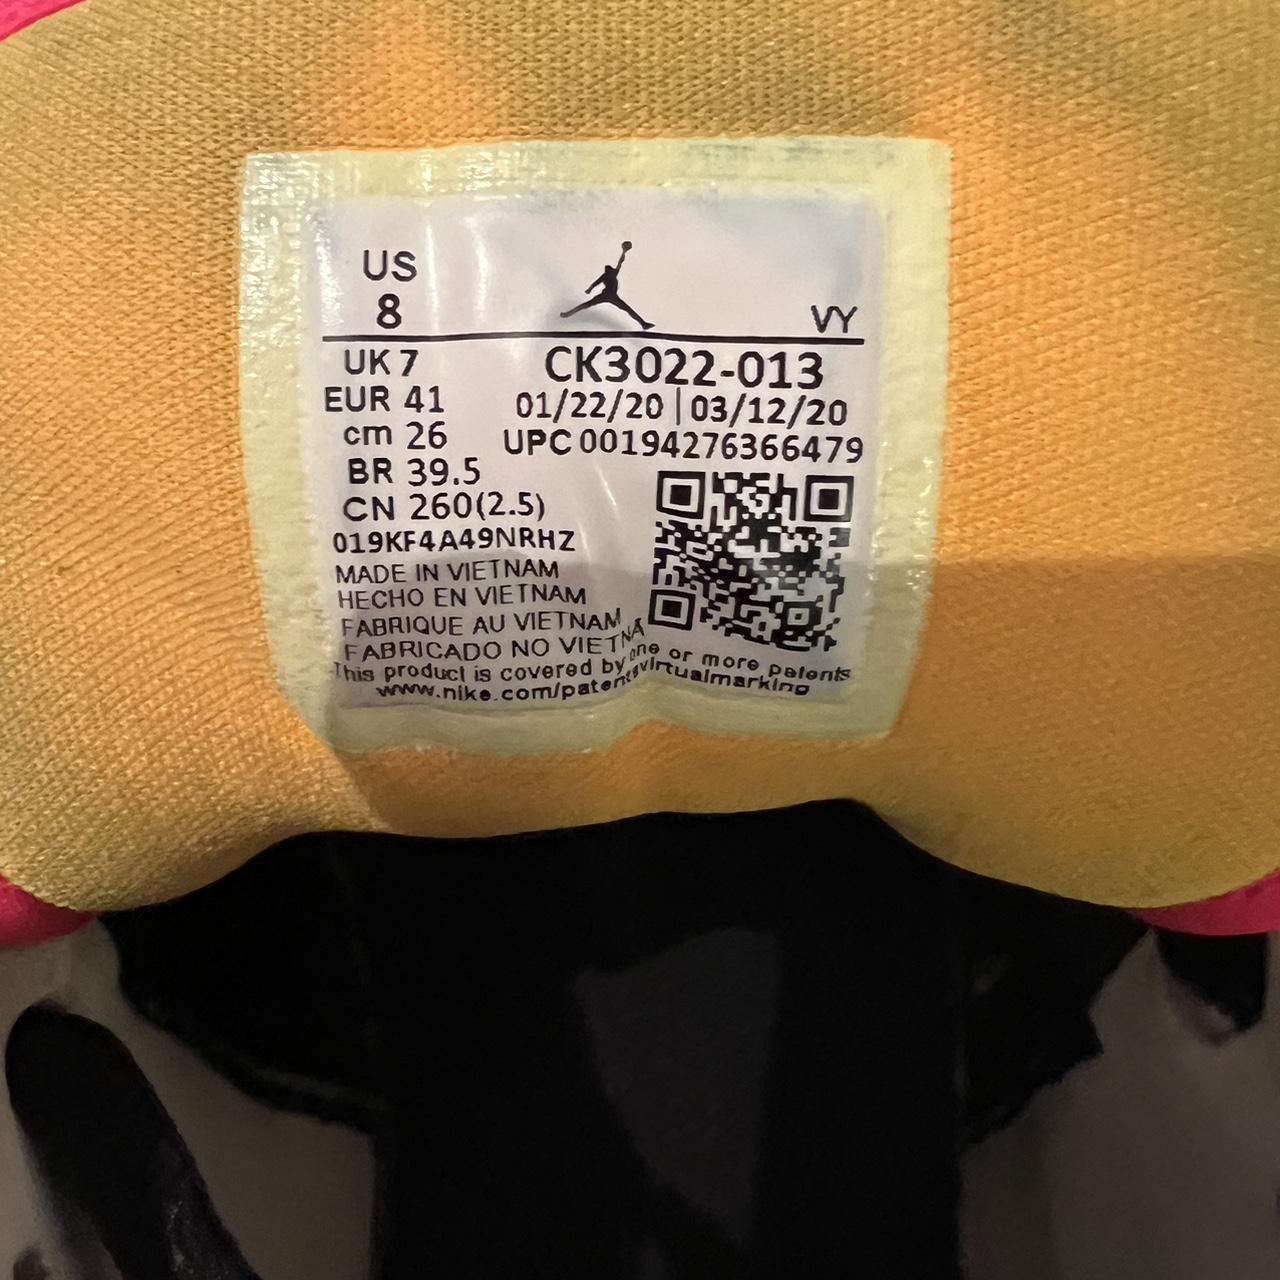 US
8
VY
UK 7
EUR 41
cm 26
BR 39.5
CN 260(2.5)
CK3022-013
01/22/20 | 03/12/20
UPC 00194276366479
019KF4A49NRHZ
MADE IN VIETNAM
HECHO EN VIETNAM
FABRIQUE AU VIETNAM
FABRICADO NO VIETNA
This product is covered by one or more patents
www.nike.com/patentsvirtualmarking